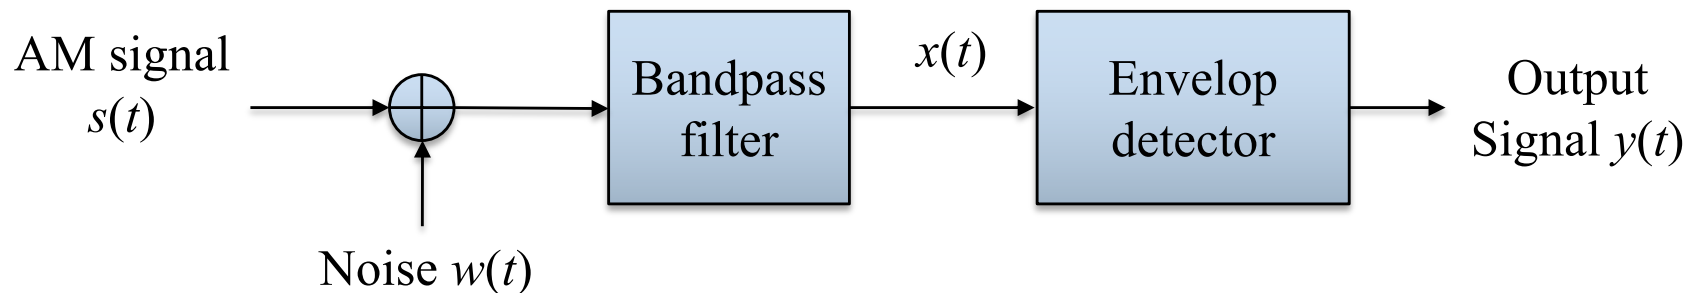 AM signal
s(t)
Noise w(t)
Bandpass
filter
x(t)
Envelop
detector
Output
Signal y(t)